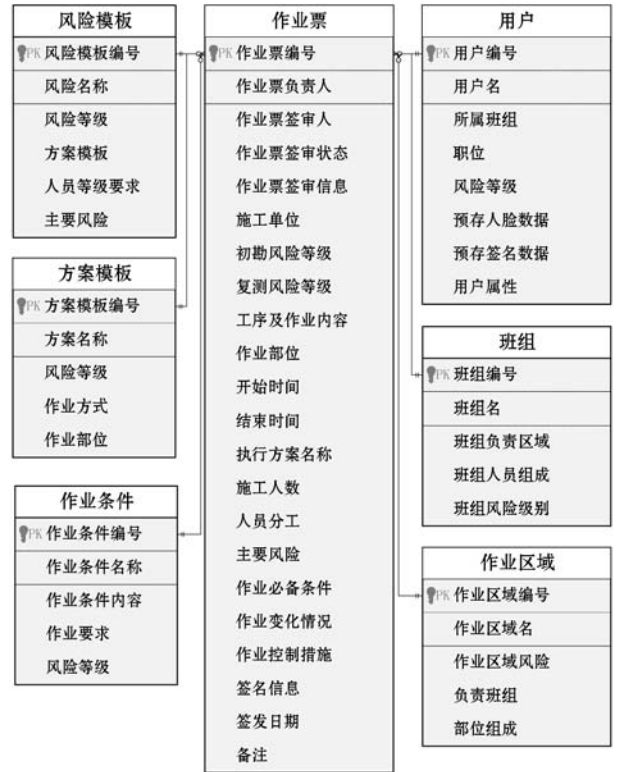 风险模板
PK 风险模板编号
风险名称
风险等级
方案模板
人员等级要求
主要风险
方案模板
PK 方案模板编号
方案名称
风险等级
作业方式
作业部位
作业条件
PK 作业条件编号
作业条件名称
作业条件内容
作业要求
风险等级
作业票
PK 作业票编号
作业票负责人
作业票签审人
作业票签审状态
作业票签审信息
施工单位
初勘风险等级
复测风险等级
工序及作业内容
作业部位
开始时间
结束时间
执行方案名称
施工人数
人员分工
主要风险
作业必备条件
作业变化情况
作业控制措施
签名信息
签发日期
备注
用户
PK 用户编号
用户名
所属班组
职位
风险等级
预存人脸数据
预存签名数据
用户属性
班组
PK 班组编号
班组名
班组负责区域
班组人员组成
班组风险级别
作业区域
PK 作业区域编号
作业区域名
作业区域风险
负责班组
部位组成